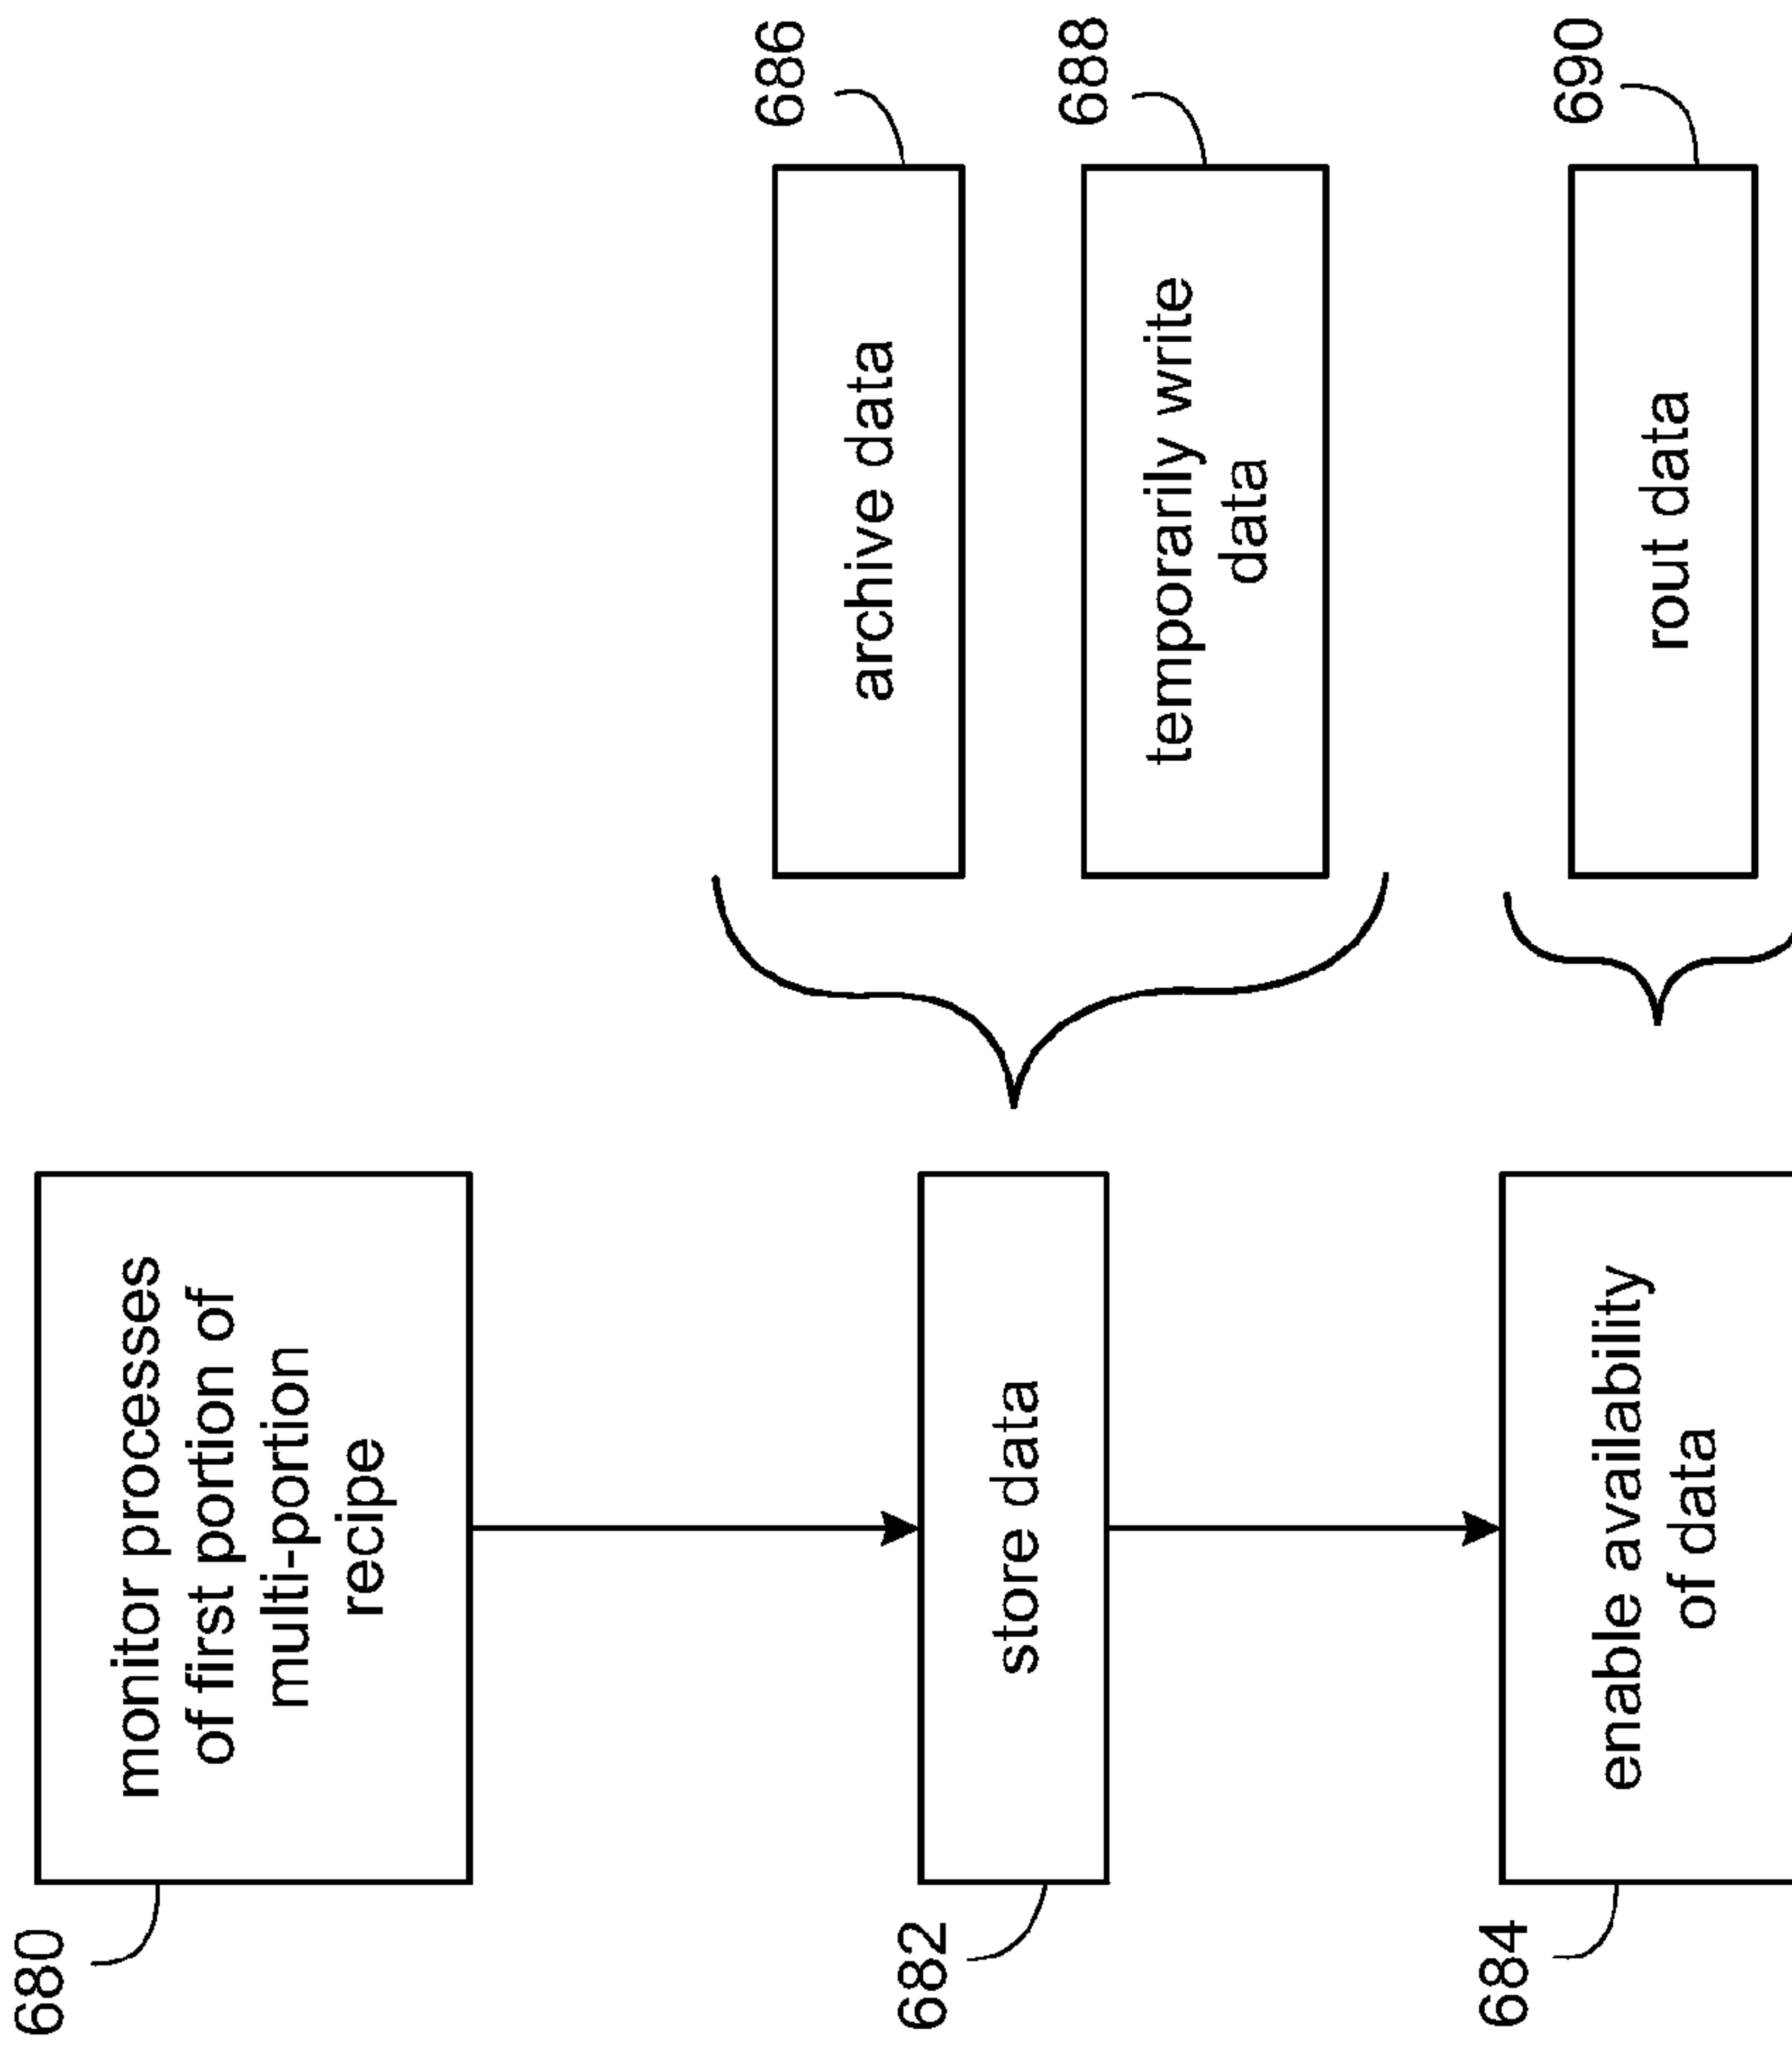 680
monitor processes
of first portion of
multi-portion
recipe
682
store data
686
archive data
688
temporarily write
data
684
enable availability
of data
690
rout data